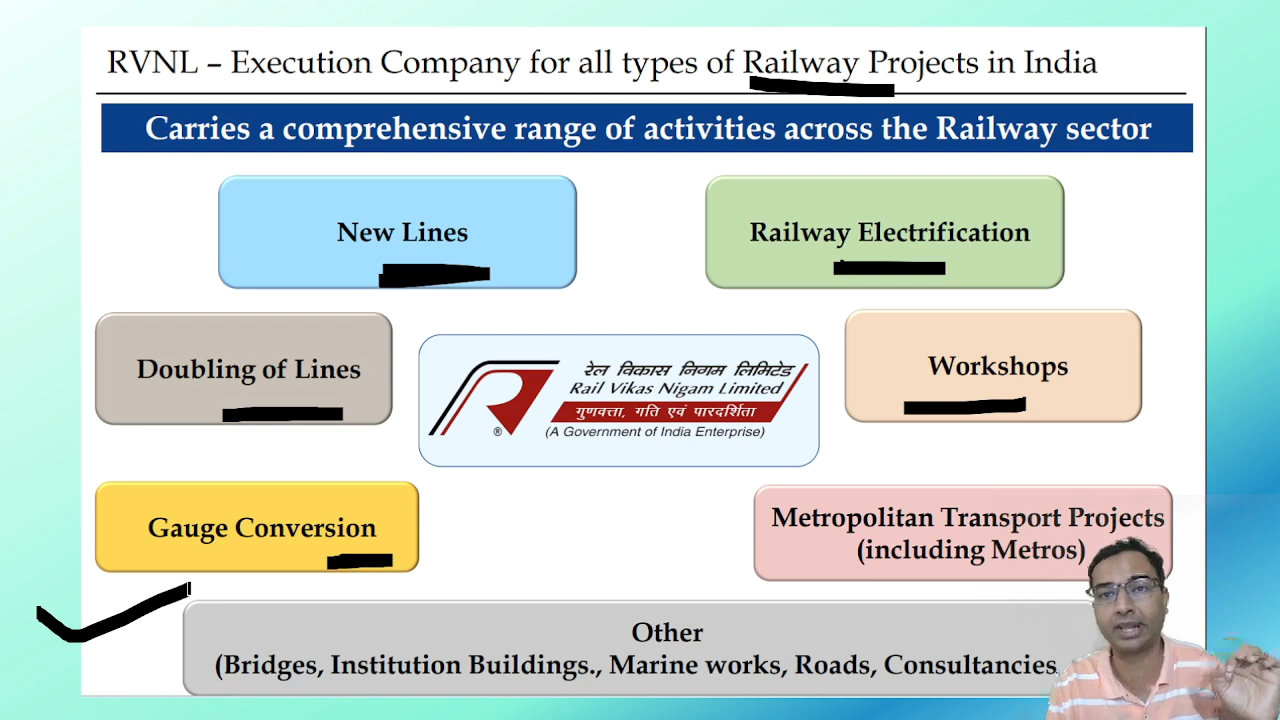 RVNL – Execution Company for all types of Railway Projects in India
Carries a comprehensive range of activities across the Railway sector
New Lines
Railway Electrification
Doubling of Lines
रेल विकास निगम लिमिटेड
Rail Vikas Nigam Limited
गुणवत्ता, गति एवं पारदर्शिता
® (A Government of India Enterprise)
Workshops
Gauge Conversion
Metropolitan Transport Projects
(including Metros)
Other
(Bridges, Institution Buildings., Marine works, Roads, Consultancies